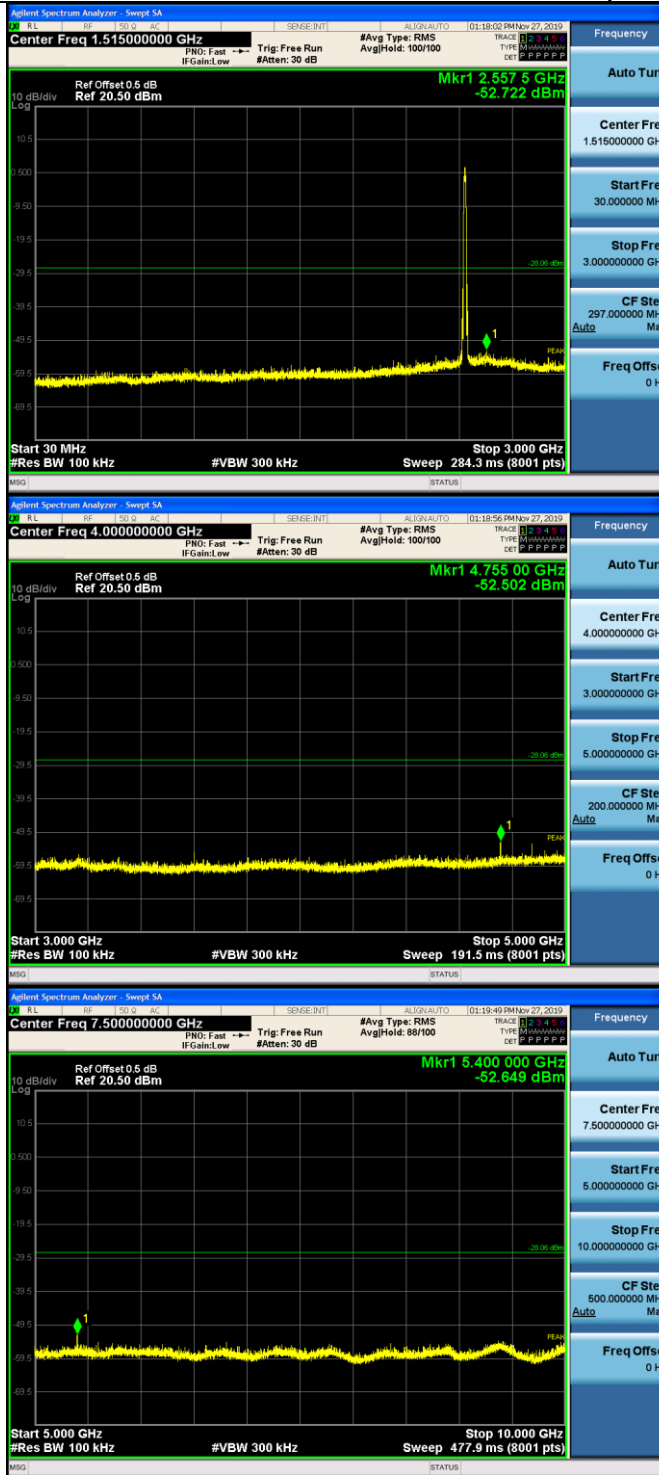 Agilent Spectrum Analyzer - Swept SA
RL RF 50 Ω AC SENSE:INT ALIGNAUTO 01:18:02 PM Nov 27, 2019
Center Freq 1.515000000 GHz
PNO: Fast
IFGain:Low
Trig: Free Run
#Atten: 30 dB
#Avg Type: RMS
Avg|Hold: 100/100
TRACE 1 2 3 4 5 6
TYPE M
DET P P P P P P
Mkr1 2.557 5 GHz
-52.722 dBm
Ref Offset 0.5 dB
10 dB/div Ref 20.50 dBm
Log
10.5
0.500
-9.50
-19.5
-29.5
-39.5
-49.5
-59.5
-69.5
-28.06 dBm
1
PEAK
Start 30 MHz Stop 3.000 GHz
#Res BW 100 kHz #VBW 300 kHz Sweep 284.3 ms (8001 pts)
MSG STATUS
Frequency
Auto Tun
Center Fre
1.515000000 GH
Start Fre
30.000000 MH
Stop Fre
3.000000000 GH
CF Ste
297.000000 MH
Auto Ma
Freq Offse
0 H
Agilent Spectrum Analyzer - Swept SA
RL RF 50 Ω AC SENSE:INT ALIGNAUTO 01:18:56 PM Nov 27, 2019
Center Freq 4.000000000 GHz
PNO: Fast
IFGain:Low
Trig: Free Run
#Atten: 30 dB
#Avg Type: RMS
Avg|Hold: 100/100
TRACE 1 2 3 4 5 6
TYPE M
DET P P P P P P
Mkr1 4.755 00 GHz
-52.502 dBm
Ref Offset 0.5 dB
10 dB/div Ref 20.50 dBm
Log
10.5
0.500
-9.50
-19.5
-29.5
-39.5
-49.5
-59.5
-69.5
-28.06 dBm
1
PEAK
Start 3.000 GHz Stop 5.000 GHz
#Res BW 100 kHz #VBW 300 kHz Sweep 191.5 ms (8001 pts)
MSG STATUS
Frequency
Auto Tun
Center Fre
4.000000000 GH
Start Fre
3.000000000 GH
Stop Fre
5.000000000 GH
CF Ste
200.000000 MH
Auto Ma
Freq Offse
0 H
Agilent Spectrum Analyzer - Swept SA
RL RF 50 Ω AC SENSE:INT ALIGNAUTO 01:19:49 PM Nov 27, 2019
Center Freq 7.500000000 GHz
PNO: Fast
IFGain:Low
Trig: Free Run
#Atten: 30 dB
#Avg Type: RMS
Avg|Hold: 88/100
TRACE 1 2 3 4 5 6
TYPE M
DET P P P P P P
Mkr1 5.400 000 GHz
-52.649 dBm
Ref Offset 0.5 dB
10 dB/div Ref 20.50 dBm
Log
10.5
0.500
-9.50
-19.5
-29.5
-39.5
-49.5
-59.5
-69.5
-28.06 dBm
1
PEAK
Start 5.000 GHz Stop 10.000 GHz
#Res BW 100 kHz #VBW 300 kHz Sweep 477.9 ms (8001 pts)
MSG STATUS
Frequency
Auto Tun
Center Fre
7.500000000 GH
Start Fre
5.000000000 GH
Stop Fre
10.000000000 GH
CF Ste
500.000000 MH
Auto Ma
Freq Offse
0 H